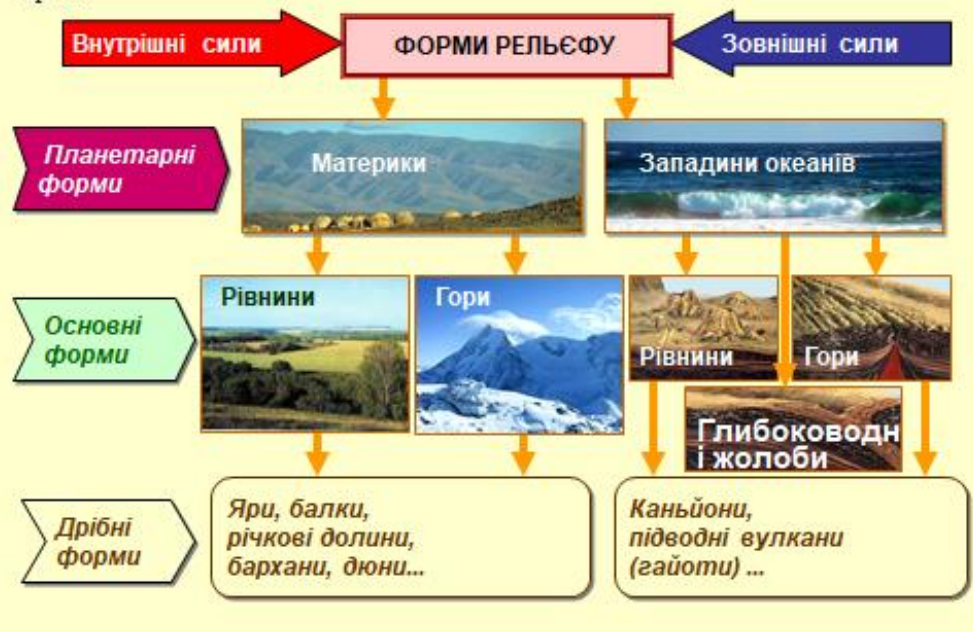 Внутрішні сили
ФОРМИ РЕЛЬЄФУ
Зовнішні сили
Планетарні
форми
Материки
Западини океанів
Основні
форми
Рівнини
Гори
Рівнини
Гори
Глибоководн
і жолоби
Дрібні
форми
Яри, балки,
річкові долини,
бархани, дюни...
Каньйони,
підводні вулкани
(гайоти) ...